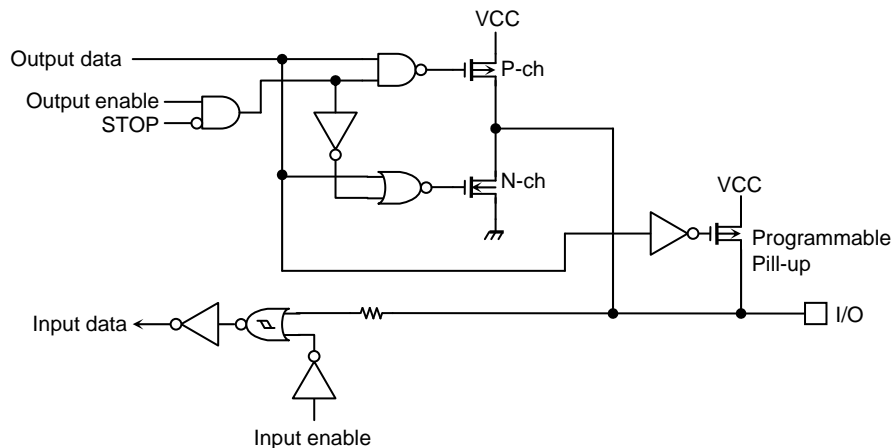 VCC
Output data
P-ch
Output enable
STOP
N-ch
VCC
Programmable
Pill-up
Input data
I/O
Input enable